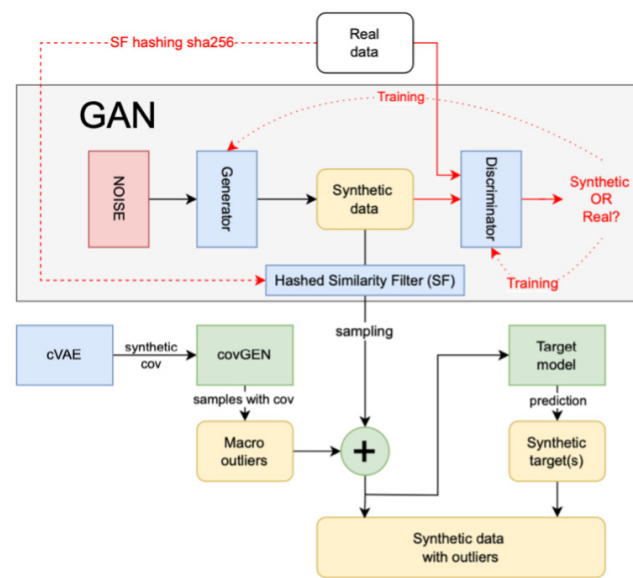 SF hashing sha256
Real
data
GAN
Training
NOISE
Generator
Synthetic
data
Discriminator
Synthetic
OR
Real?
Training
Hashed Similarity Filter (SF)
sampling
cVAE
synthetic
cov
covGEN
Target
model
samples with cov
prediction
Macro
outliers
+
Synthetic
target(s)
Synthetic data
with outliers